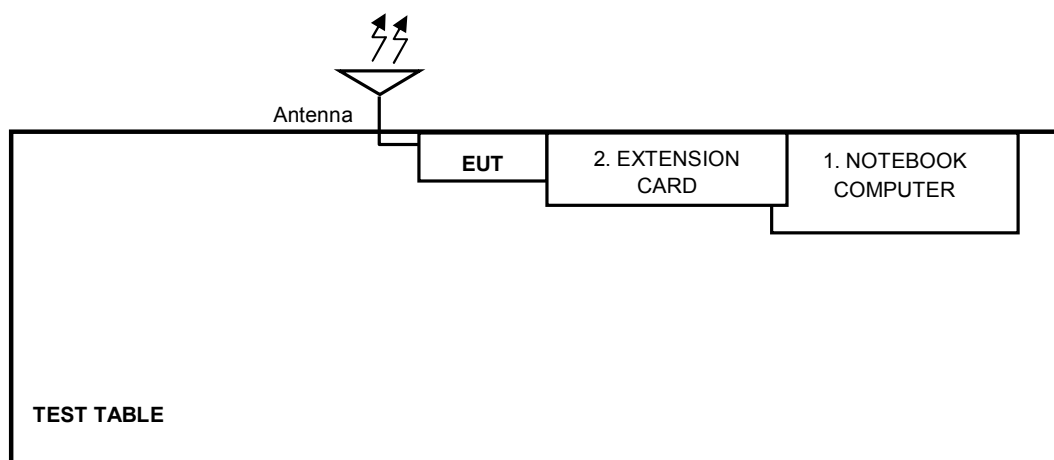 Antenna
EUT
2. EXTENSION
CARD
1. NOTEBOOK
COMPUTER
TEST TABLE